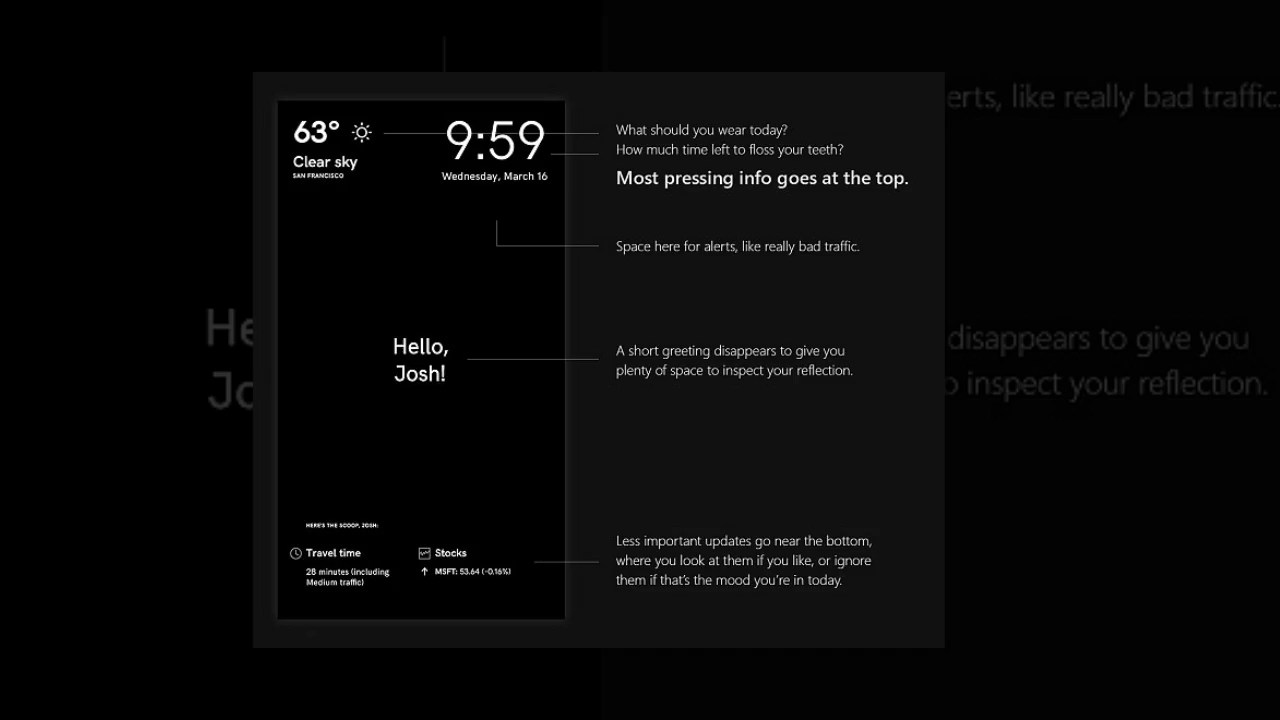 63°
Clear sky
SAN FRANCISCO
9:59
Wednesday, March 16
What should you wear today?
How much time left to floss your teeth?
Most pressing info goes at the top.
Space here for alerts, like really bad traffic.
Hello,
Josh!
A short greeting disappears to give you
plenty of space to inspect your reflection.
HERE'S THE SCOOP, JOSH:
Travel time
28 minutes (including
Medium traffic)
Stocks
MSFT: 53.64 (-0.16%)
Less important updates go near the bottom,
where you look at them if you like, or ignore
them if that's the mood you're in today.
erts, like really bad traffic.
He
Jo
disappears to give you
o inspect your reflection.